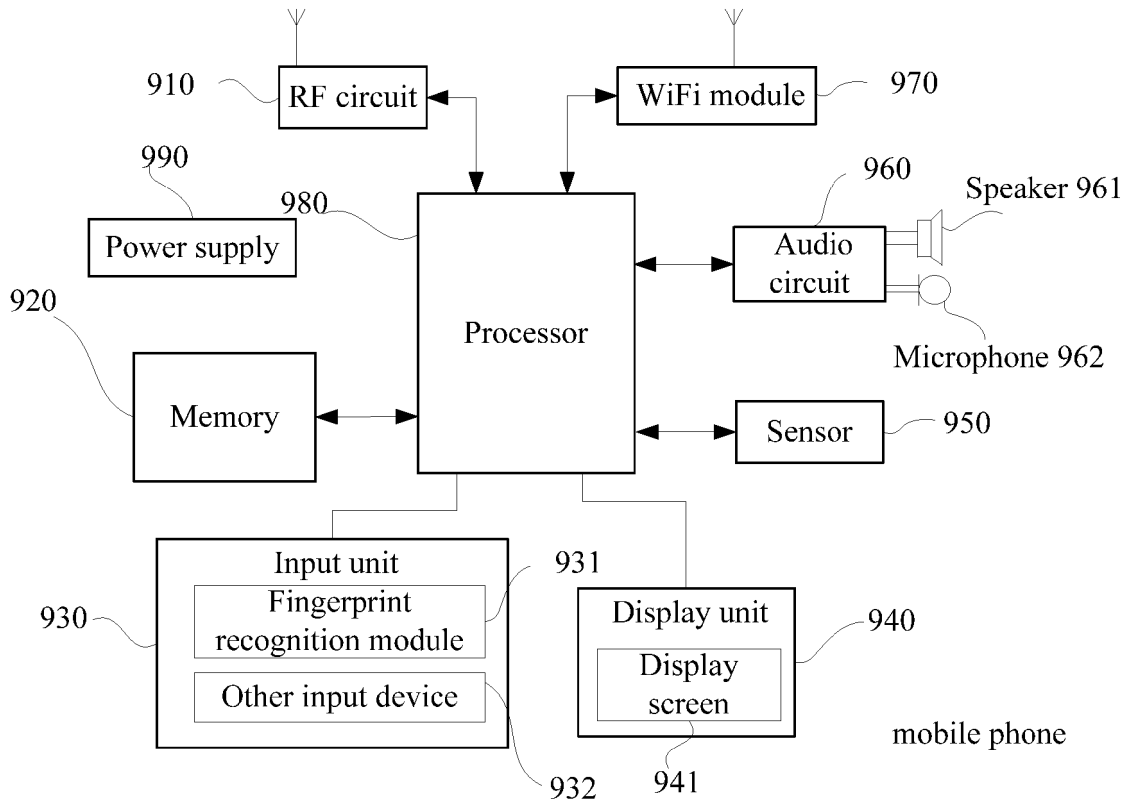 910
RF circuit
WiFi module
970
990
980
960
Speaker 961
Power supply
Audio
circuit
920
Processor
Microphone 962
Memory
Sensor
950
Input unit
931
930
Fingerprint
recognition module
Display unit
940
Other input device
Display
screen
mobile phone
932
941